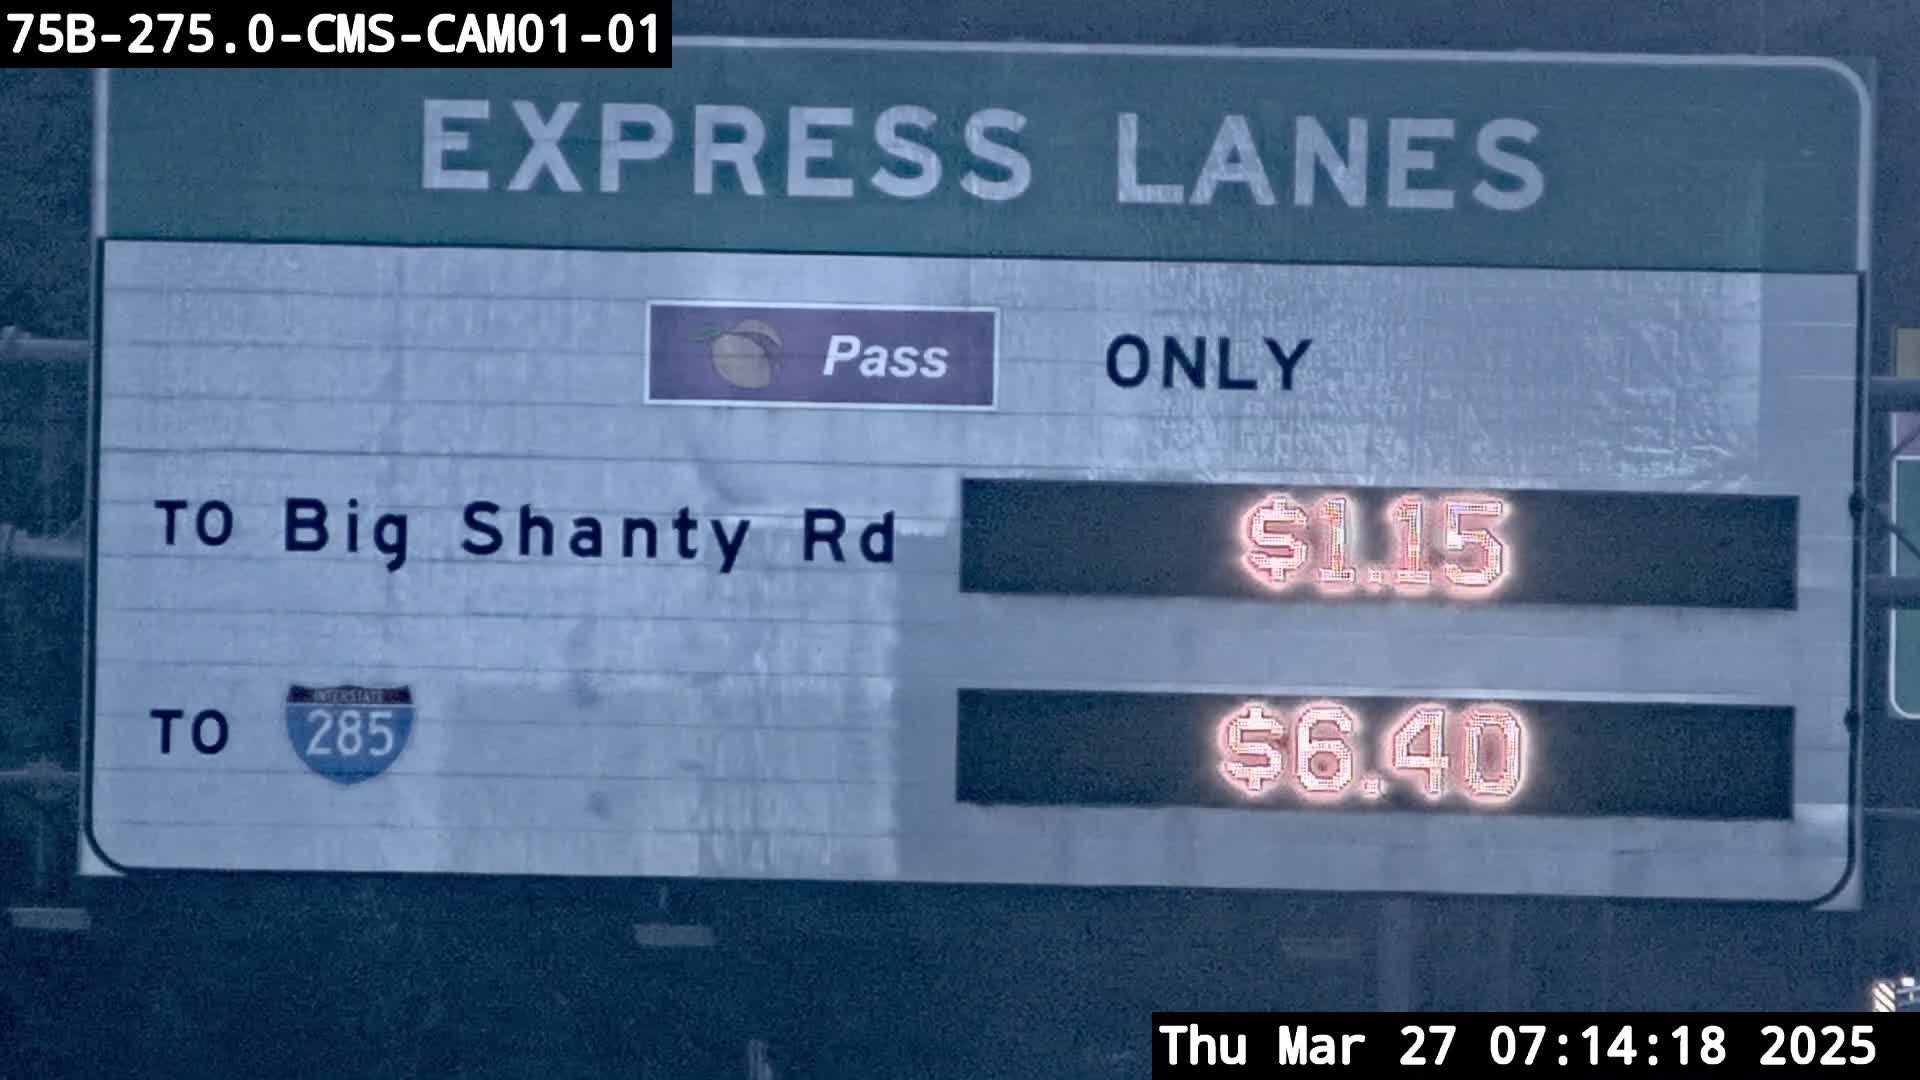 75B-275.0-CMS-CAM01-01
EXPRESS LANES
Pass ONLY
TO Big Shanty Rd $1.15
INTERSTATE
TO 285 $6.40
Thu Mar 27 07:14:18 2025